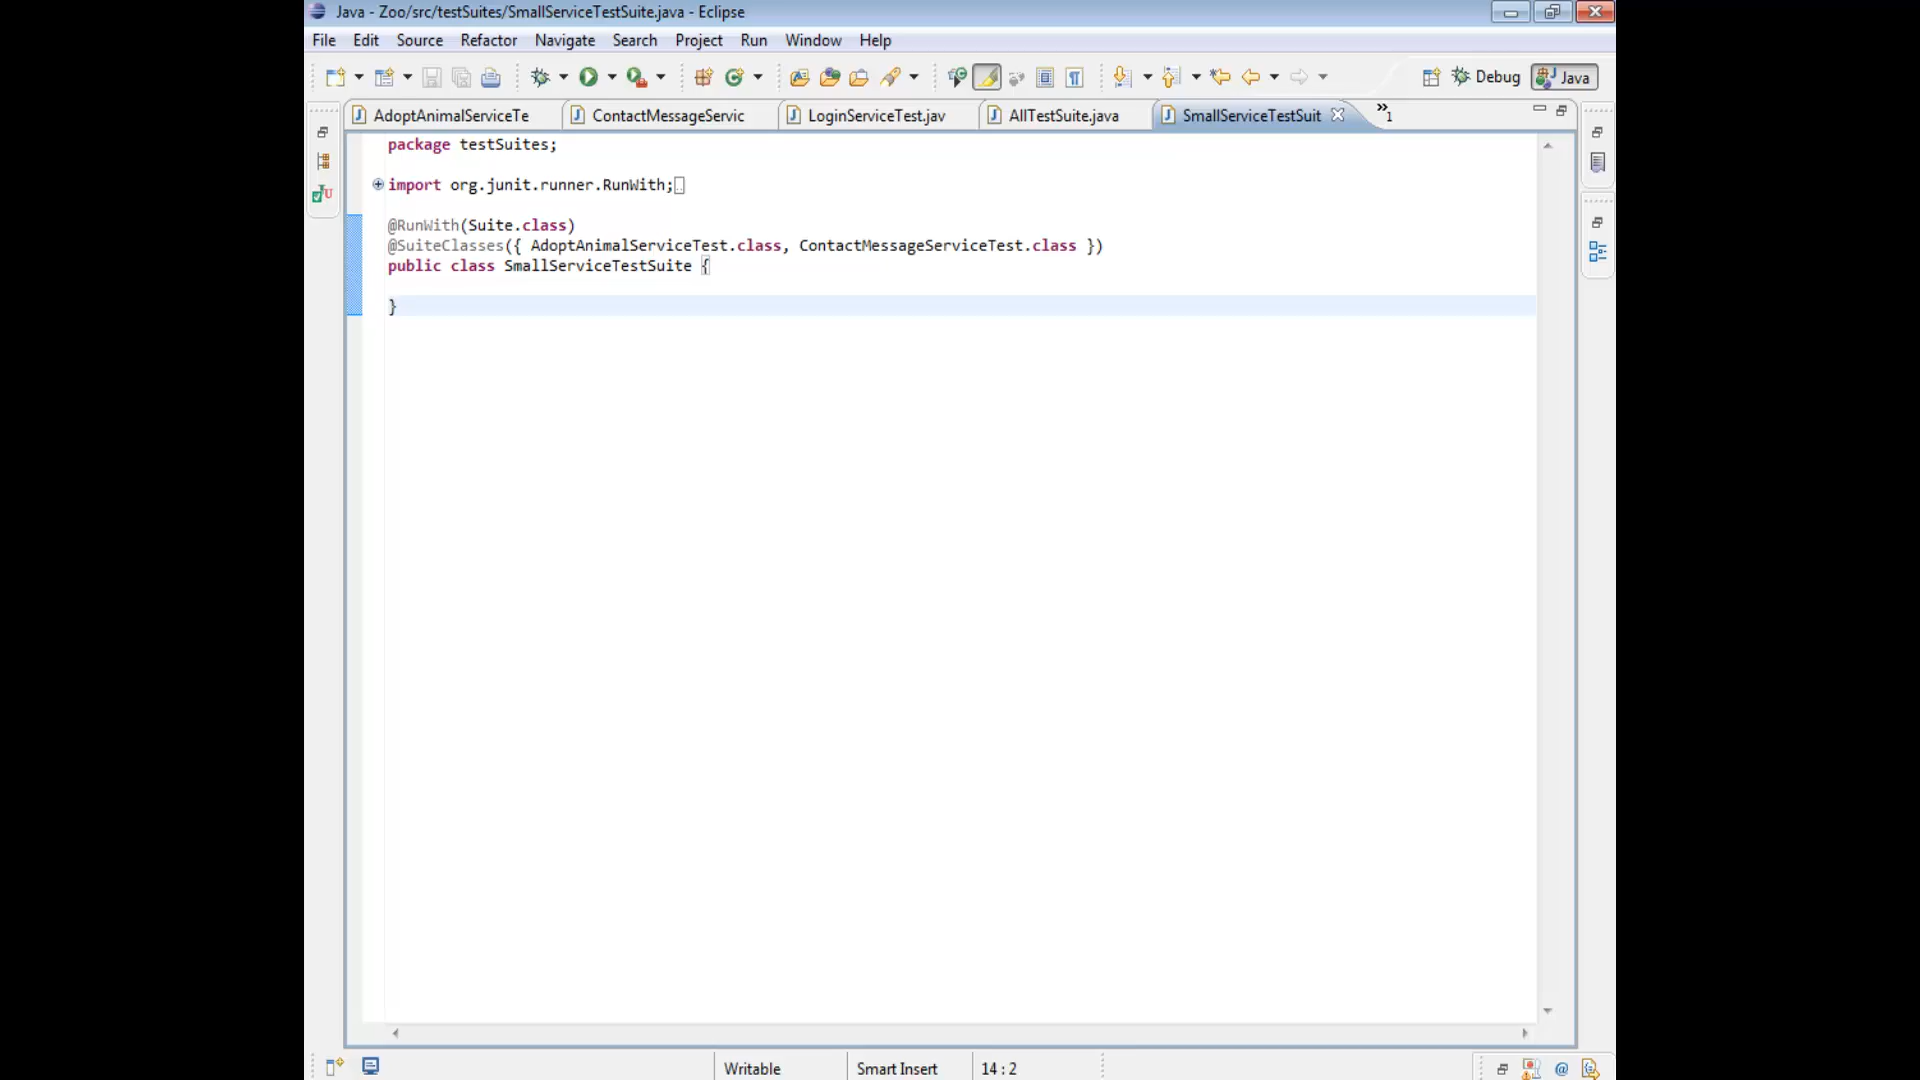 Java - Zoo/src/testSuites/SmallServiceTestSuite.java - Eclipse
File Edit Source Refactor Navigate Search Project Run Window Help
Debug Java
AdoptAnimalServiceTe ContactMessageServic LoginServiceTest.jav AllTestSuite.java SmallServiceTestSuit »1
package testSuites;
import org.junit.runner.RunWith;
@RunWith(Suite.class)
@SuiteClasses({ AdoptAnimalServiceTest.class, ContactMessageServiceTest.class })
public class SmallServiceTestSuite {
}
Writable Smart Insert 14 : 2